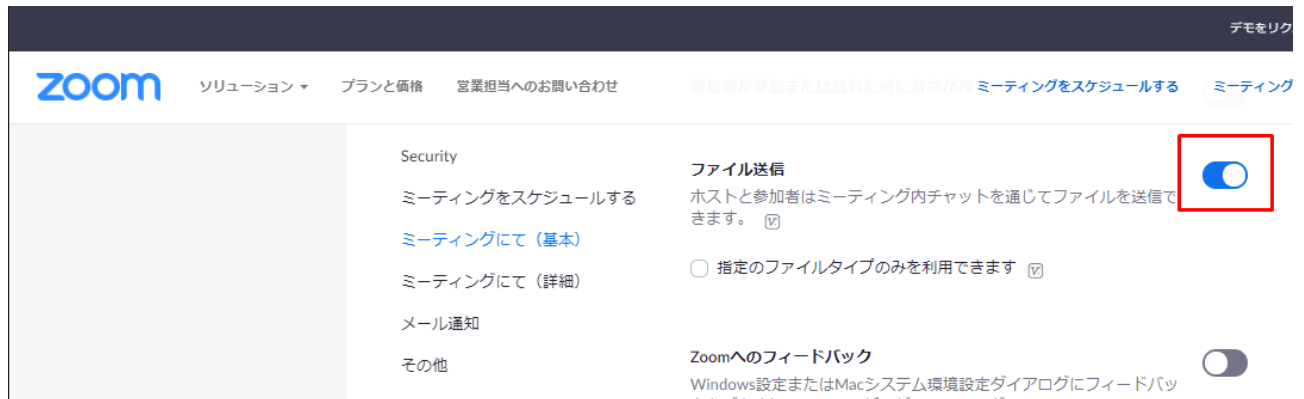 デモをリク
zoom
ソリューション
プランと価格
営業担当へのお問い合わせ
ミーティングをスケジュールする
ミーティング
Security
ミーティングをスケジュールする
ミーティングにて（基本）
ミーティングにて（詳細）
メール通知
その他
ファイル送信
ホストと参加者はミーティング内チャットを通じてファイルを送信で
きます。
指定のファイルタイプのみを利用できます
Zoomへのフィードバック
Windows設定またはMacシステム環境設定ダイアログにフィードバッ